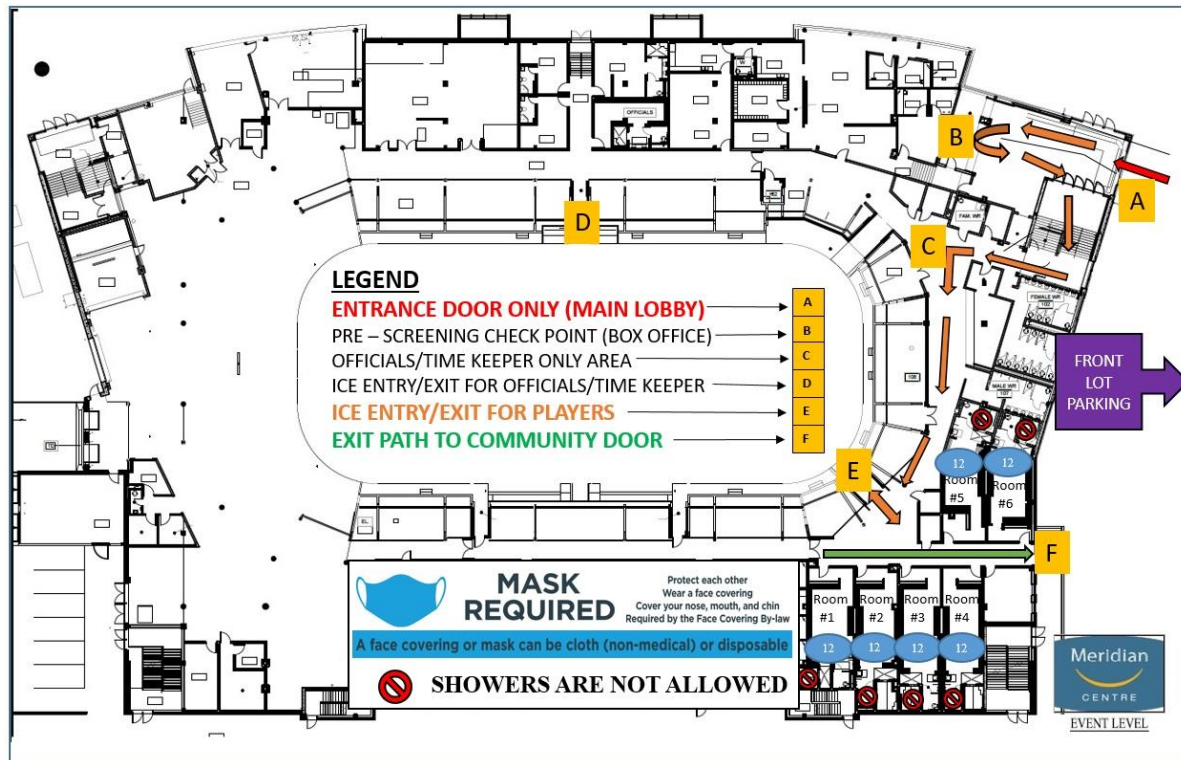 OFFICIALS
B
A
D
C
FAM. WR
LEGEND
ENTRANCE DOOR ONLY (MAIN LOBBY)
A
PRE – SCREENING CHECK POINT (BOX OFFICE)
B
OFFICIALS/TIME KEEPER ONLY AREA
C
ICE ENTRY/EXIT FOR OFFICIALS/TIME KEEPER
D
ICE ENTRY/EXIT FOR PLAYERS
E
EXIT PATH TO COMMUNITY DOOR
F
FEMALE WR
102
FRONT
LOT
PARKING
MALE WR
107
E
12
12
Room
#5
Room
#6
EL
F
MASK
REQUIRED
Protect each other
Wear a face covering
Cover your nose, mouth, and chin
Required by the Face Covering By-law
A face covering or mask can be cloth (non-medical) or disposable
SHOWERS ARE NOT ALLOWED
Room
#1
Room
#2
Room
#3
Room
#4
12
12
12
12
Meridian
CENTRE
EVENT LEVEL